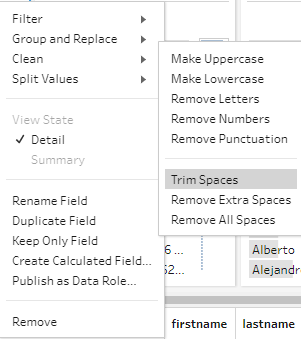 Filter
Group and Replace
Clean
Split Values
View State
Detail
Summary
Rename Field
Duplicate Field
Keep Only Field
Create Calculated Field...
Publish as Data Role...
Remove
Make Uppercase
Make Lowercase
Remove Letters
Remove Numbers
Remove Punctuation
Trim Spaces
Remove Extra Spaces
Remove All Spaces
6 ...
52...
Alberto
Alejandr
firstname
lastname